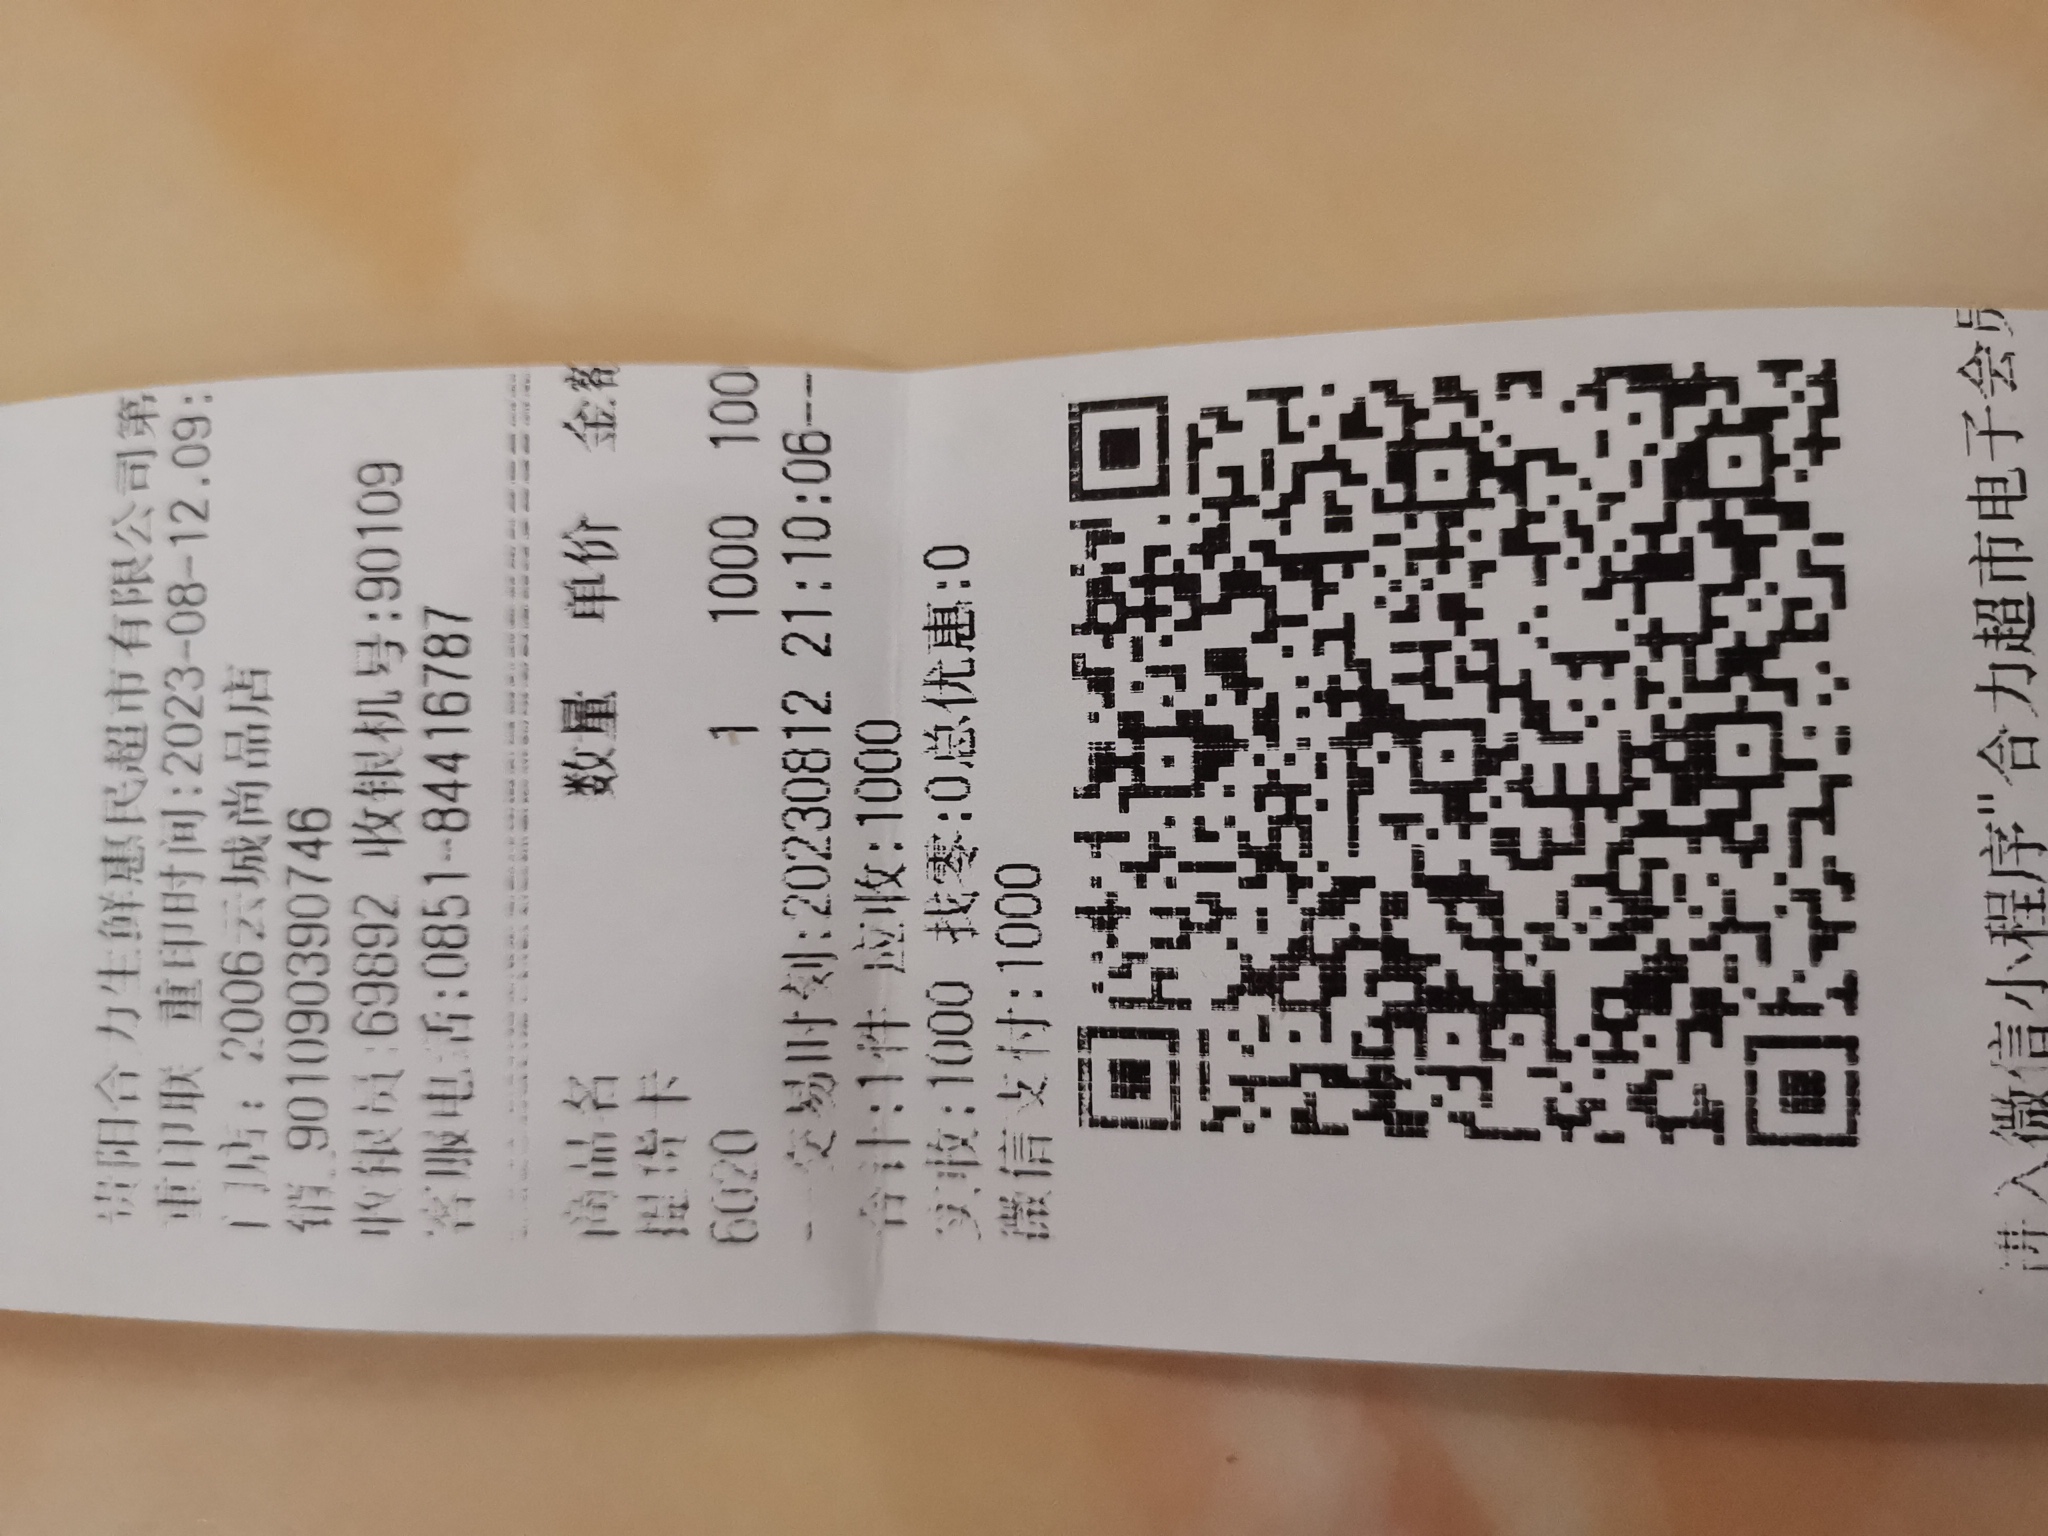 贵阳合力生鲜惠民超市有限公司第
重印联 重印时间:2023-08-12.09:
门店: 2006云城尚品店
销 901090390746
收银员:69892 收银机号:90109
客服电话:0851-84416787
商品名 数量 单价 金额
提货卡
6020 1 1000 100
--交易时刻:20230812 21:10:06--
合计:1件 应收:1000
实收:1000 找零:0总优惠:0
微信支付:1000
进入微信小程序"合力超市电子会员